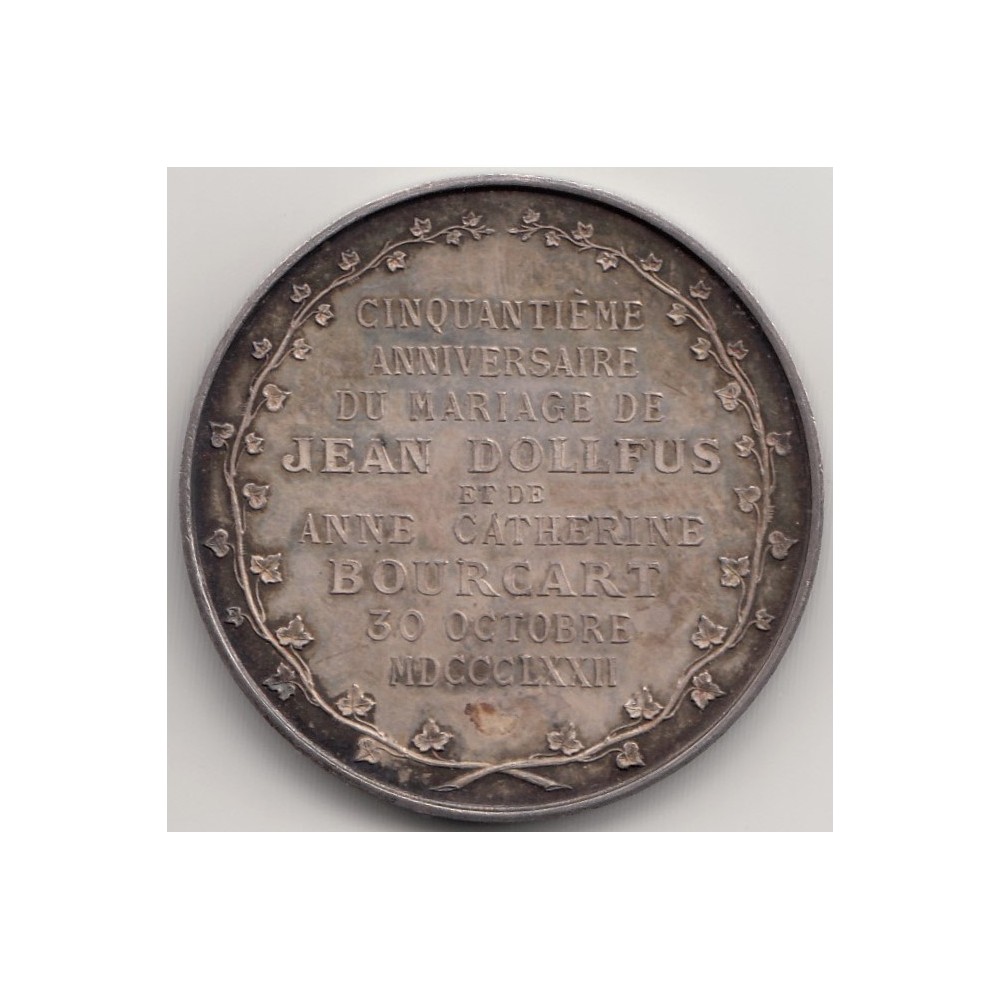 CINQUANTIÈME
ANNIVERSAIRE
DU MARIAGE DE
JEAN DOLLFUS
ET DE
ANNE CATHERINE
BOURCART
30 OCTOBRE
MDCCCLXXII